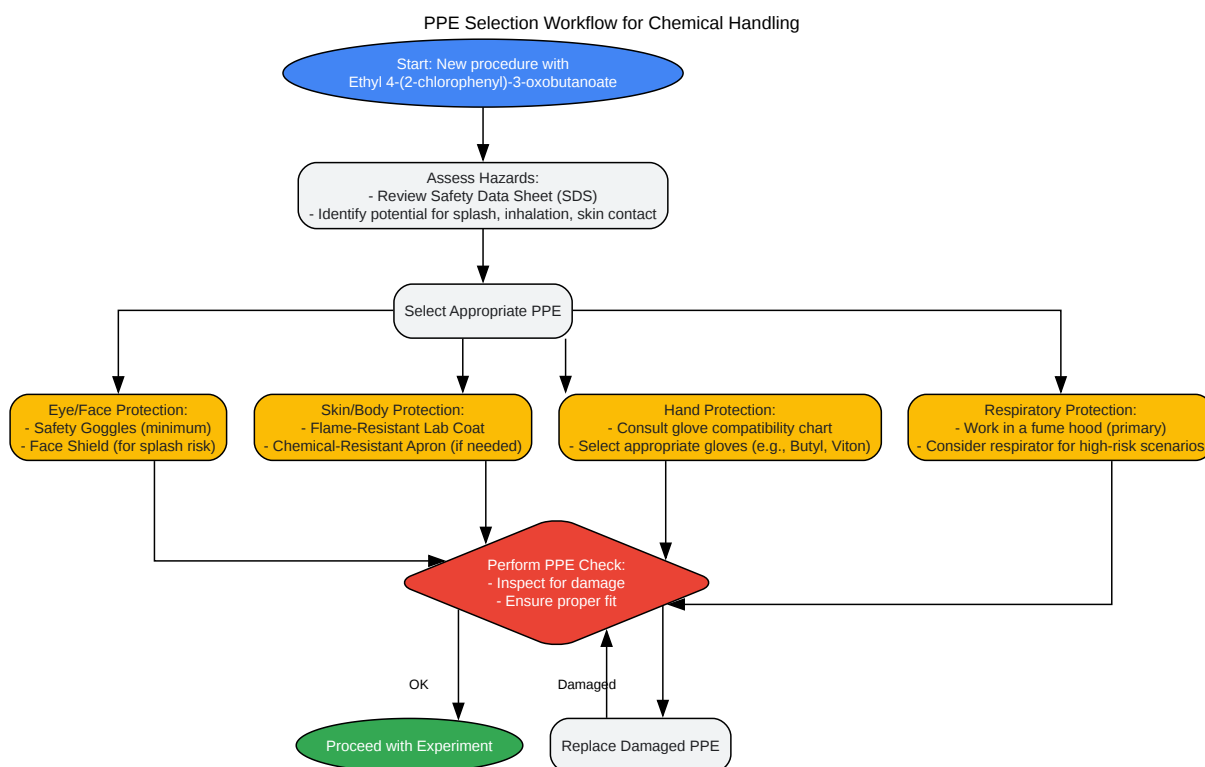 PPE Selection Workflow for Chemical Handling
Start: New procedure with
Ethyl 4-(2-chlorophenyl)-3-oxobutanoate
Assess Hazards:
- Review Safety Data Sheet (SDS)
- Identify potential for splash, inhalation, skin contact
Select Appropriate PPE
Eye/Face Protection:
- Safety Goggles (minimum)
- Face Shield (for splash risk)
Skin/Body Protection:
- Flame-Resistant Lab Coat
- Chemical-Resistant Apron (if needed)
Hand Protection:
- Consult glove compatibility chart
- Select appropriate gloves (e.g., Butyl, Viton)
Respiratory Protection:
- Work in a fume hood (primary)
- Consider respirator for high-risk scenarios
Perform PPE Check:
- Inspect for damage
- Ensure proper fit
OK
Damaged
Proceed with Experiment
Replace Damaged PPE